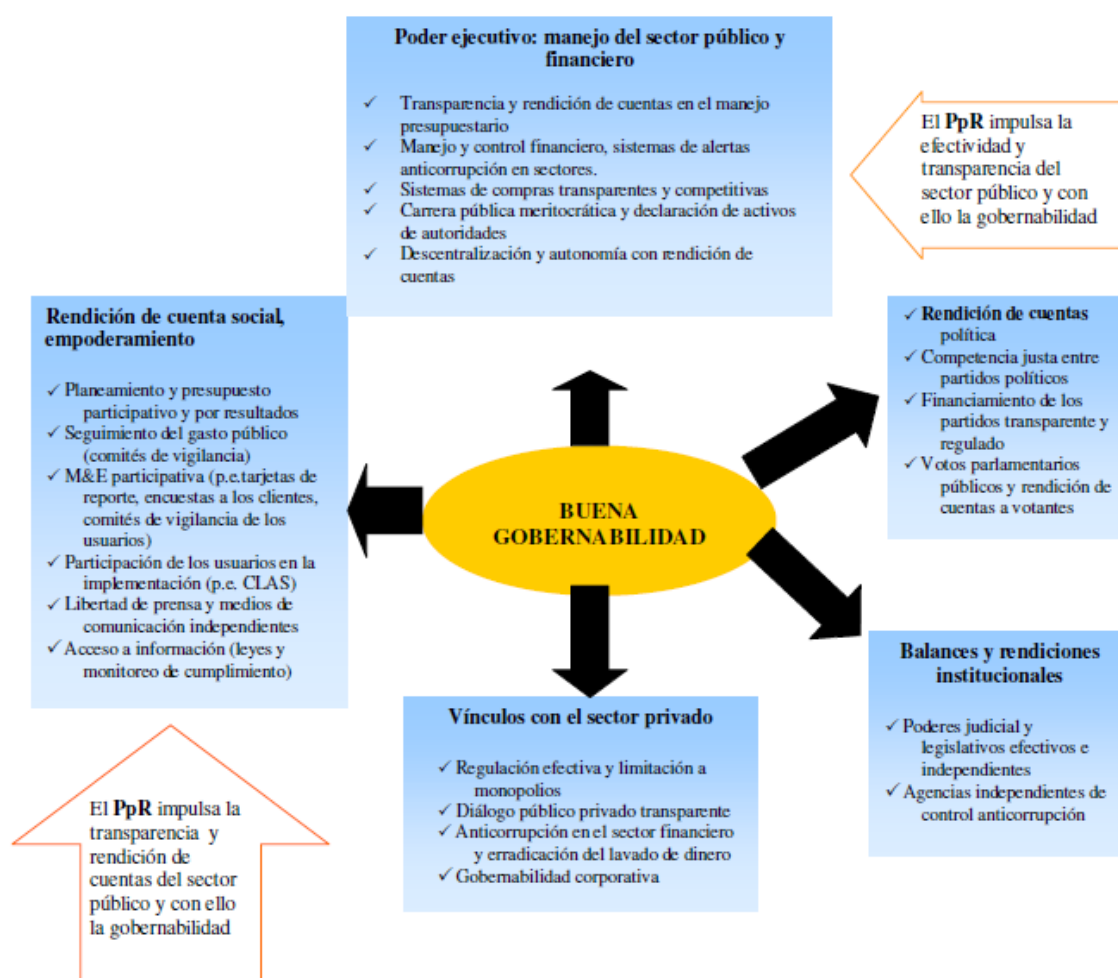 Poder ejecutivo: manejo del sector público y
financiero
✓ Transparencia y rendición de cuentas en el manejo
presupuestario
✓ Manejo y control financiero, sistemas de alertas
anticorrupción en sectores.
✓ Sistemas de compras transparentes y competitivas
✓ Carrera pública meritocrática y declaración de activos
de autoridades
✓ Descentralización y autonomía con rendición de
cuentas
El PpR impulsa la
efectividad y
transparencia del
sector público y con
ello la gobernabilidad
Rendición de cuenta social,
empoderamiento
✓ Planeamiento y presupuesto
participativo y por resultados
✓ Seguimiento del gasto público
(comités de vigilancia)
✓ M&E participativa (p.e.tarjetas de
reporte, encuestas a los clientes,
comités de vigilancia de los
usuarios)
✓ Participación de los usuarios en la
implementación (p.e. CLAS)
✓ Libertad de prensa y medios de
comunicación independientes
✓ Acceso a información (leyes y
monitoreo de cumplimiento)
✓ Rendición de cuentas
política
✓ Competencia justa entre
partidos políticos
✓ Financiamiento de los
partidos transparente y
regulado
✓ Votos parlamentarios
públicos y rendición de
cuentas a votantes
BUENA
GOBERNABILIDAD
Balances y rendiciones
institucionales
✓ Poderes judicial y
legislativos efectivos e
independientes
✓ Agencias independientes de
control anticorrupción
Vínculos con el sector privado
✓ Regulación efectiva y limitación a
monopolios
✓ Diálogo público privado transparente
✓ Anticorrupción en el sector financiero
y erradicación del lavado de dinero
✓ Gobernabilidad corporativa
El PpR impulsa la
transparencia y
rendición de
cuentas del sector
público y con ello
la gobernabilidad